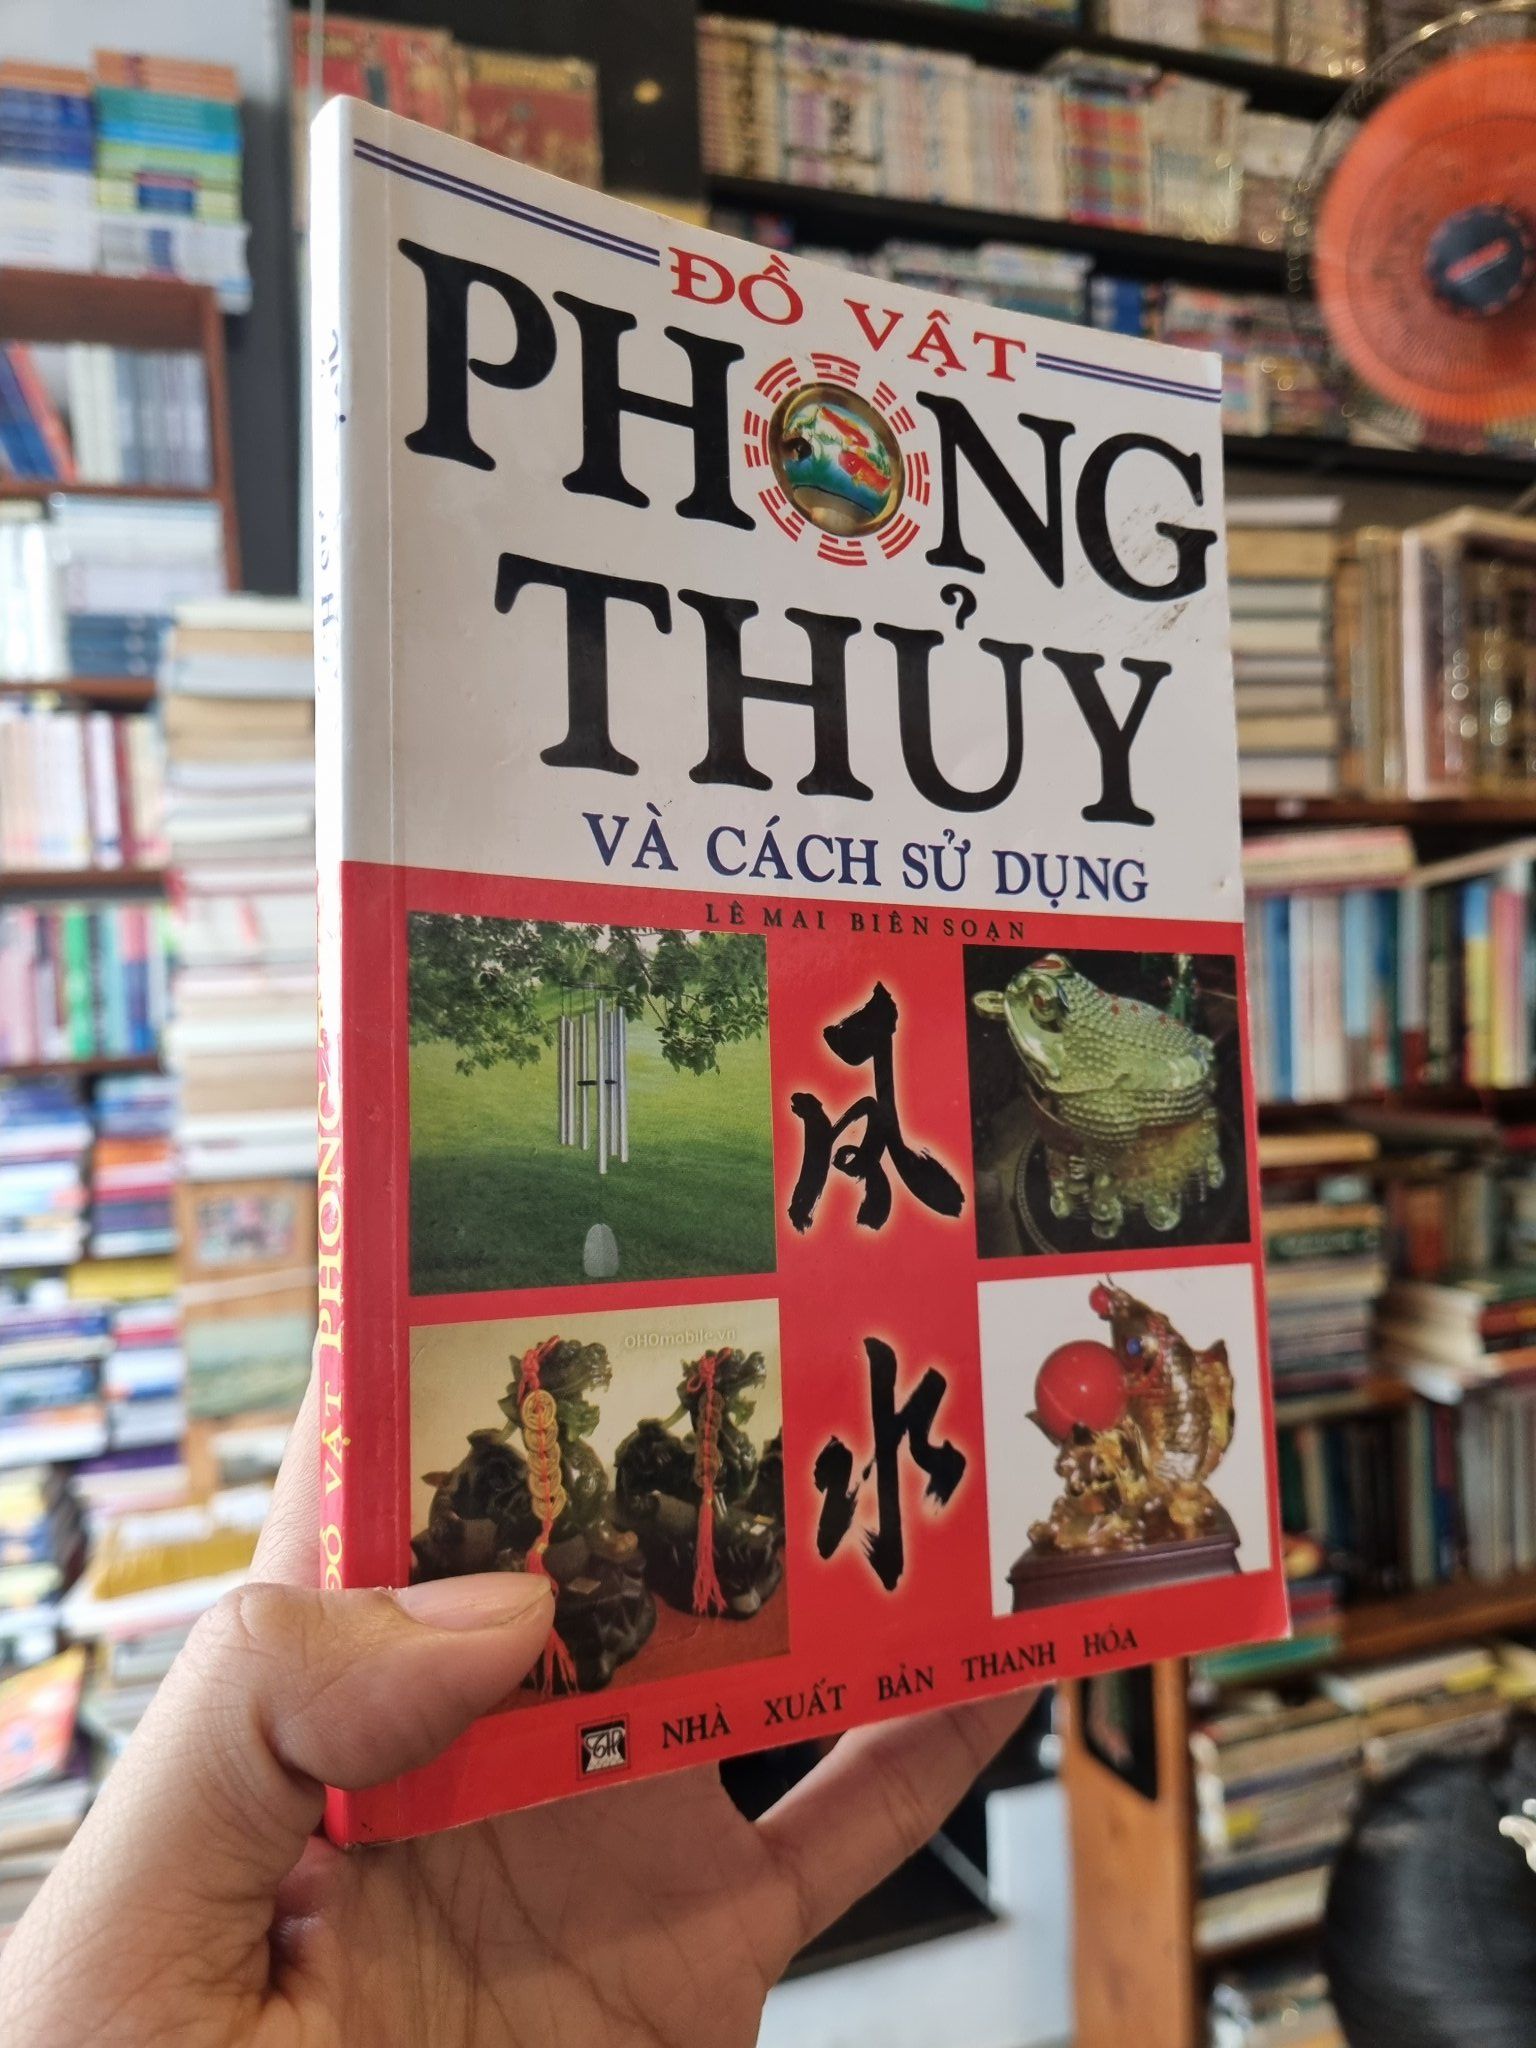 ĐỒ VẬT
PHONG
THỦY
VÀ CÁCH SỬ DỤNG
LÊ MAI BIÊN SOẠN
風
水
OHOmobile.vn
NHÀ XUẤT BẢN THANH HÓA
ĐỒ VẬT PHONG